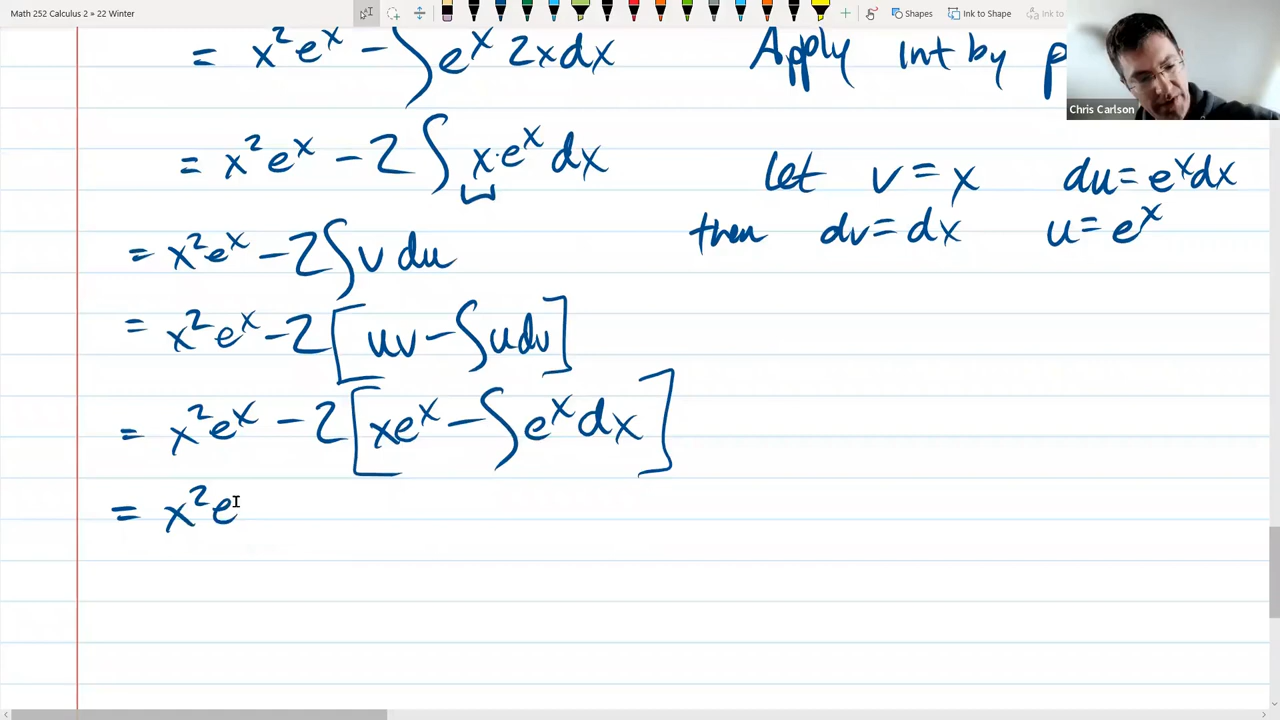 Math 252 Calculus 2 » 22 Winter
Shapes Ink to Shape Ink to
= x²eˣ - ∫ eˣ 2x dx Apply Int by p
Chris Carlson
= x²eˣ - 2 ∫ x·eˣ dx let v = x du = eˣdx
then dv = dx u = eˣ
= x²eˣ - 2 ∫ v du
= x²eˣ - 2 [ uv - ∫ u dv ]
= x²eˣ - 2 [ xeˣ - ∫ eˣ dx ]
= x²e